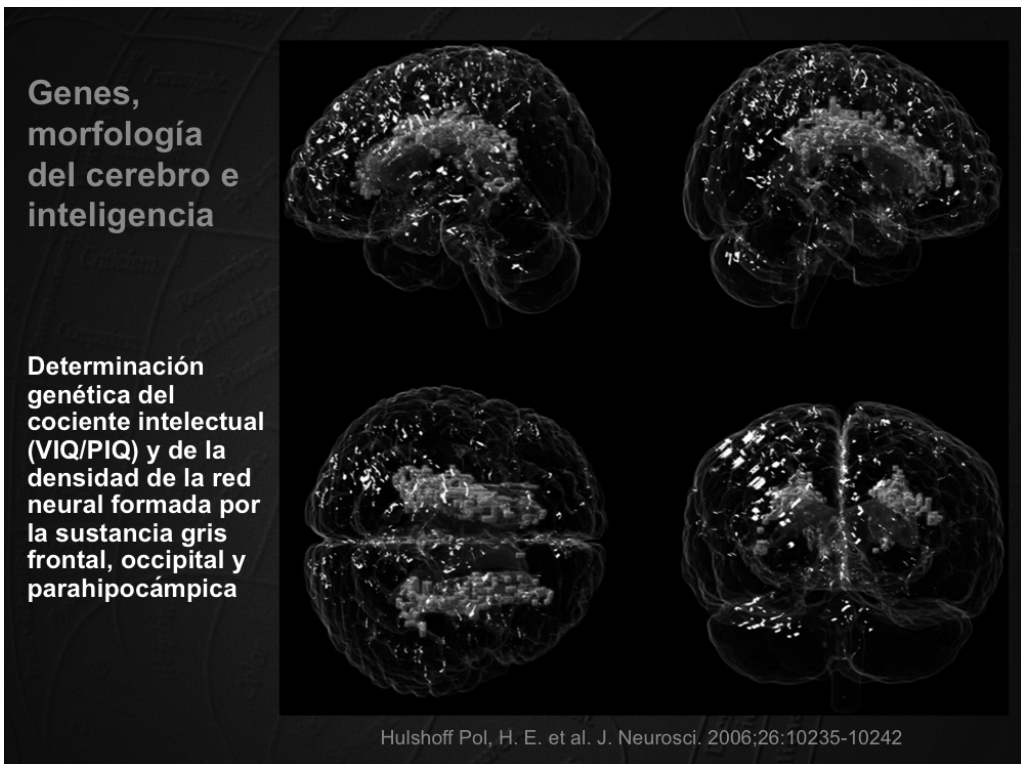 Genes,
morfología
del cerebro e
inteligencia
Determinación
genética del
cociente intelectual
(VIQ/PIQ) y de la
densidad de la red
neural formada por
la sustancia gris
frontal, occipital y
parahipocámpica
Hulshoff Pol, H. E. et al. J. Neurosci. 2006;26:10235-10242